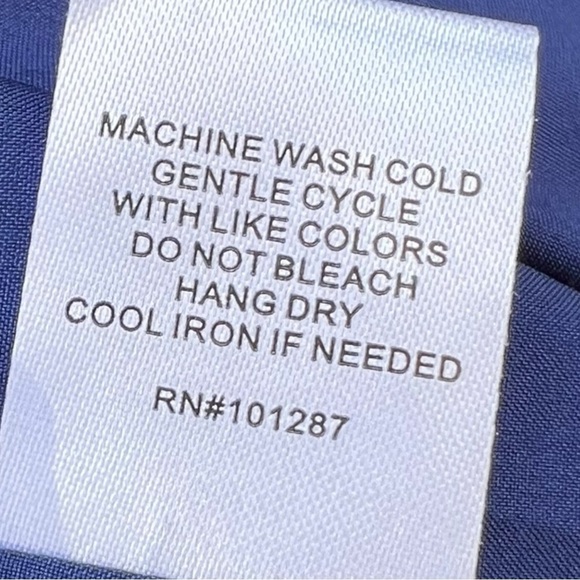 MACHINE WASH COLD
GENTLE CYCLE
WITH LIKE COLORS
DO NOT BLEACH
HANG DRY
COOL IRON IF NEEDED
RN#101287